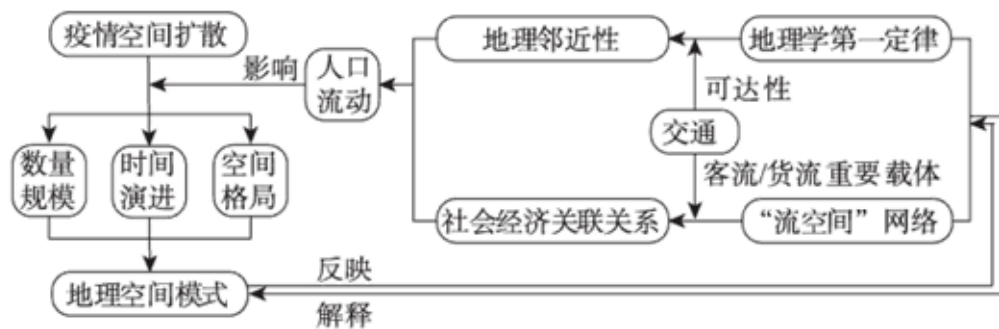 疫情空间扩散
地理邻近性
地理学第一定律
影响
人口
流动
可达性
交通
数量
规模
时间
演进
空间
格局
客流/货流重要载体
社会经济关联关系
“流空间”网络
反映
地理空间模式
解释